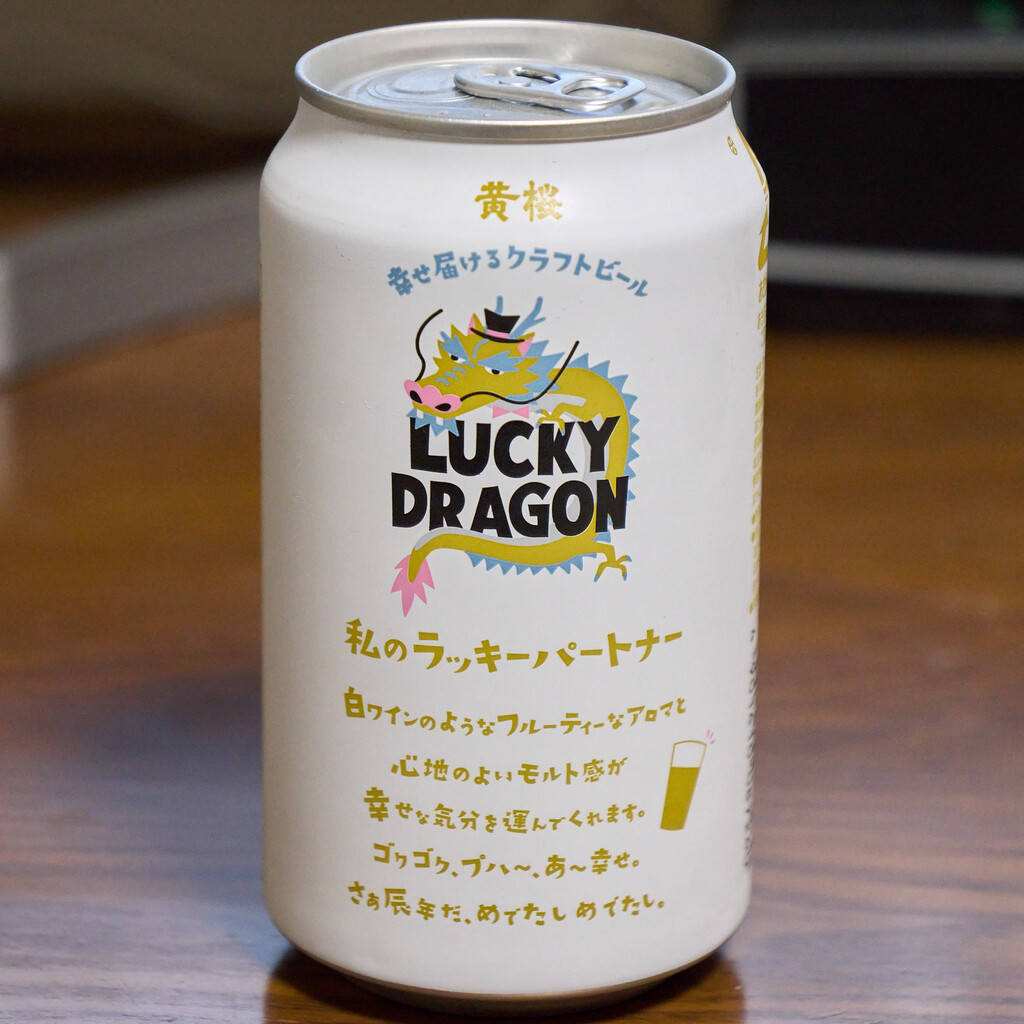 黄桜
幸せ届けるクラフトビール
LUCKY
DRAGON
私のラッキーパートナー
白ワインのようなフルーティーなアロマと
心地のよいモルト感が
幸せな気分を運んでくれます。
ゴクゴク、プハ〜、あ〜幸せ。
さぁ辰年だ、めでたしめでたし。